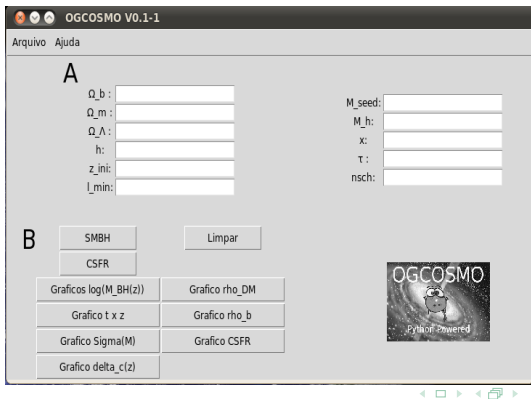 OGCOSMO V0.1-1
Arquivo Ajuda
A
Ω_b :
Ω_m :
Ω_Λ :
h:
z_ini:
l_min:
M_seed:
M_h:
x:
τ :
nsch:
B
SMBH Limpar
CSFR
Graficos log(M_BH(z)) Grafico rho_DM
Grafico t x z Grafico rho_b
Grafico Sigma(M) Grafico CSFR
Grafico delta_c(z)
OGCOSMO
Python Powered